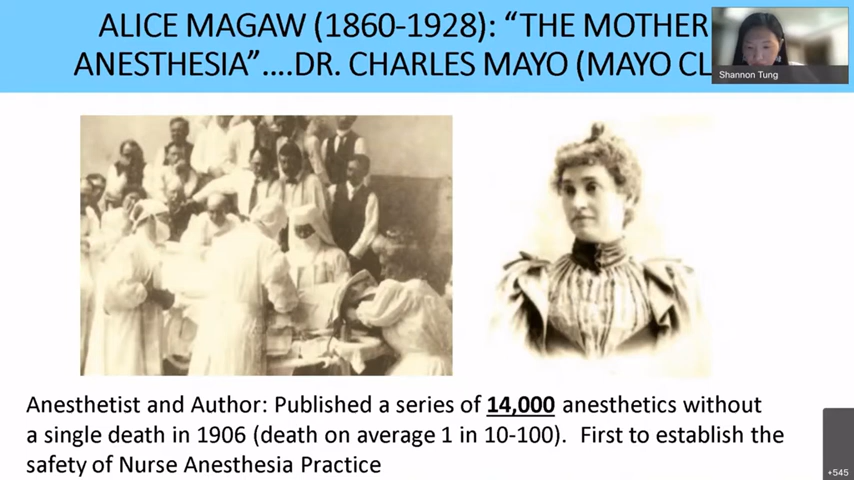 ALICE MAGAW (1860-1928): “THE MOTHER
ANESTHESIA”....DR. CHARLES MAYO (MAYO CL
Shannon Tung
Anesthetist and Author: Published a series of 14,000 anesthetics without
a single death in 1906 (death on average 1 in 10-100). First to establish the
safety of Nurse Anesthesia Practice
+545